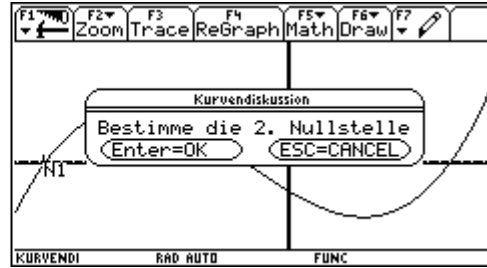 F1 F2 F3 F4 F5 F6 F7
Zoom Trace ReGraph Math Draw
Kurvendiskussion
Bestimme die 2. Nullstelle
Enter=OK ESC=CANCEL
N1
KURVENDI RAD AUTO FUNC